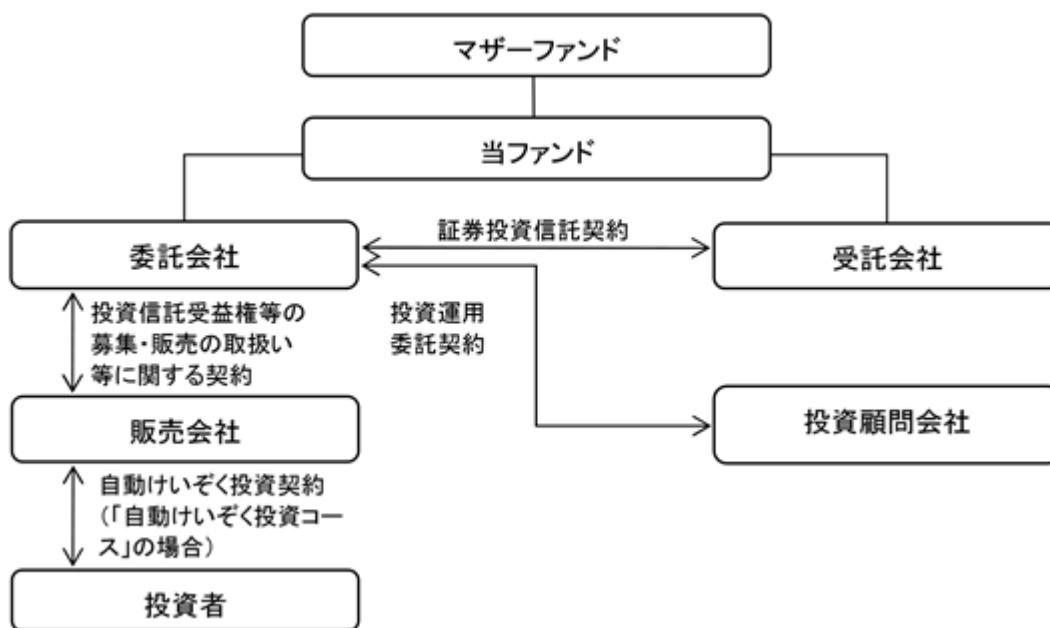 マザーファンド
当ファンド
委託会社
証券投資信託契約
受託会社
投資信託受益権等の
募集・販売の取扱い
等に関する契約
投資運用
委託契約
販売会社
投資顧問会社
自動けいぞく投資契約
（「自動けいぞく投資コー
ス」の場合）
投資者